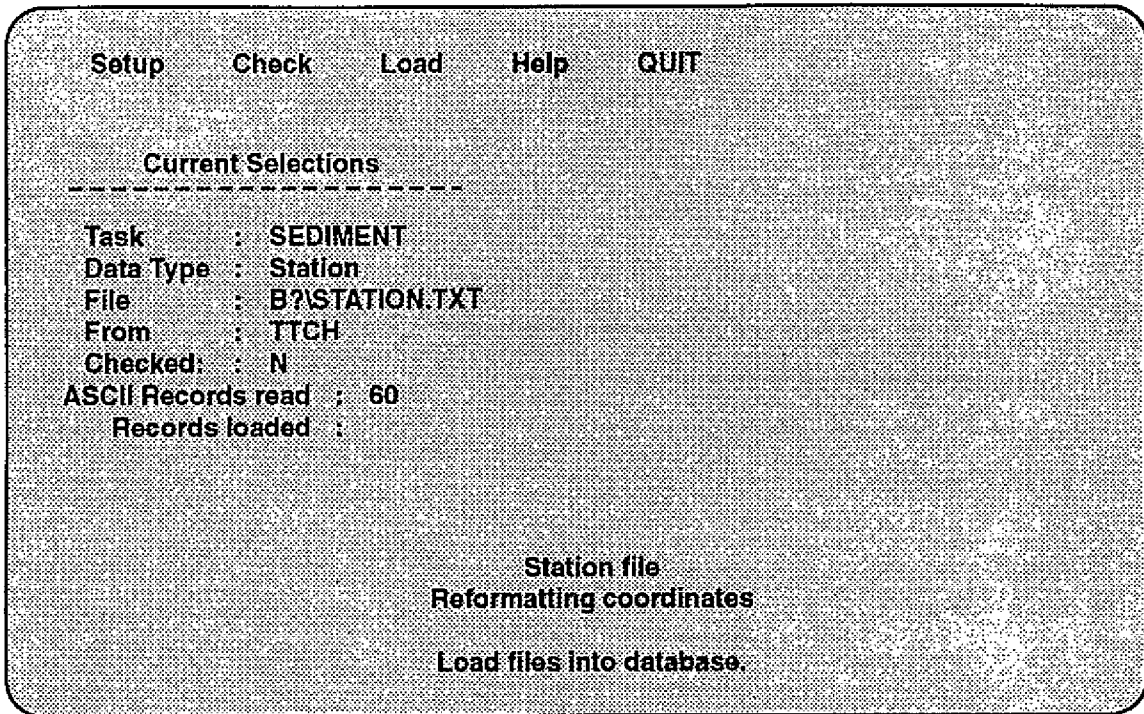 Setup Check Load Help QUIT
Current Selections
Task : SEDIMENT
Data Type : Station
File : B?\STATION.TXT
From : TTCH
Checked: : N
ASCII Records read : 60
Records loaded :
Station file
Reformatting coordinates
Load files into database.